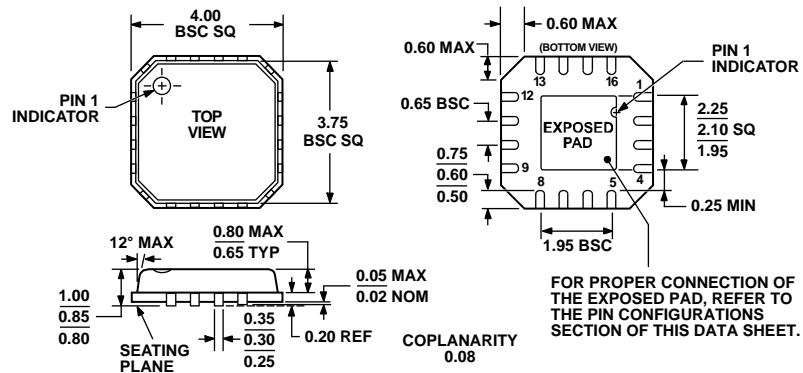 4.00
BSC SQ
PIN 1
INDICATOR
TOP
VIEW
3.75
BSC SQ
0.60 MAX
0.60 MAX
(BOTTOM VIEW)
PIN 1
INDICATOR
13
16
12
1
0.65 BSC
EXPOSED
PAD
2.25
2.10 SQ
1.95
0.75
0.60
0.50
9
4
8
5
0.25 MIN
1.95 BSC
12° MAX
0.80 MAX
0.65 TYP
0.05 MAX
0.02 NOM
1.00
0.85
0.80
SEATING
PLANE
0.35
0.30
0.25
0.20 REF
COPLANARITY
0.08
FOR PROPER CONNECTION OF
THE EXPOSED PAD, REFER TO
THE PIN CONFIGURATIONS
SECTION OF THIS DATA SHEET.